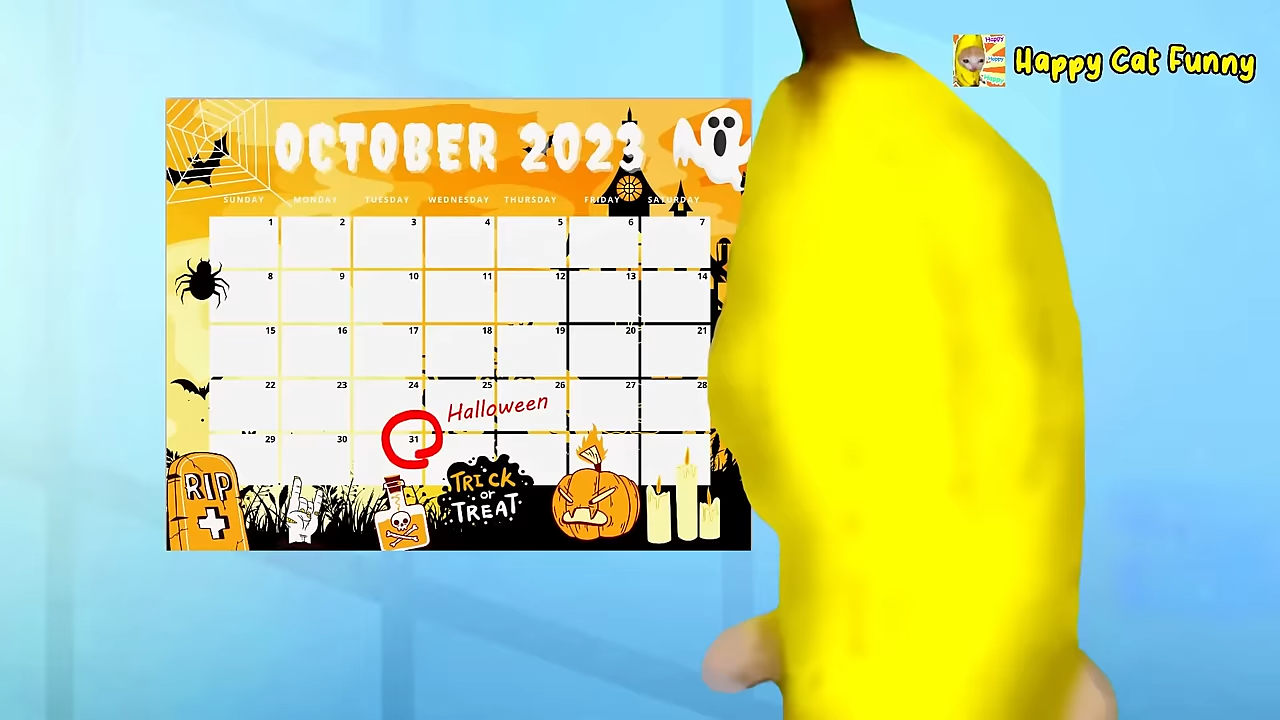 Happy Cat Funny
OCTOBER 2023
SUNDAY MONDAY TUESDAY WEDNESDAY THURSDAY FRIDAY SATURDAY
1 2 3 4 5 6 7
8 9 10 11 12 13 14
15 16 17 18 19 20 21
22 23 24 25 26 27 28
Halloween
29 30 31
RIP
TRICK
or
TREAT